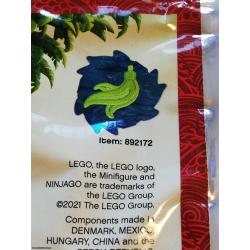 Item: 892172
LEGO, the LEGO logo,
the Minifigure and
NINJAGO are trademarks of
the LEGO Group.
©2021 The LEGO Group.
Components made in
DENMARK, MEXICO,
HUNGARY, CHINA and the